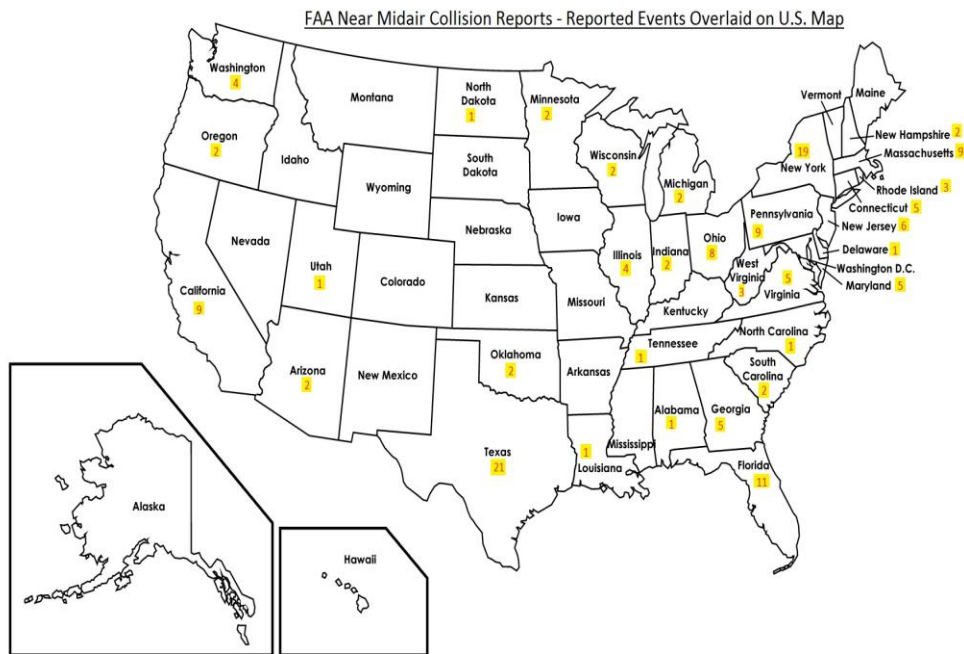 FAA Near Midair Collision Reports - Reported Events Overlaid on U.S. Map
Washington
4
Montana
North
Dakota
1
Minnesota
2
Vermont
Maine
Oregon
2
Idaho
South
Dakota
Wisconsin
2
Michigan
2
19
New York
New Hampshire 2
Massachusetts 9
Rhode Island 3
Connecticut 5
New Jersey 6
Delaware 1
Washington D.C.
Maryland 5
Wyoming
Nebraska
Iowa
Pennsylvania
9
Nevada
Utah
1
Colorado
Kansas
Missouri
Illinois
4
Indiana
2
Ohio
8
West
Virginia
3
5
Virginia
California
9
Kentucky
North Carolina
1
Arizona
2
New Mexico
Oklahoma
2
Arkansas
Tennessee
1
South
Carolina
2
Texas
21
1
Louisiana
Mississippi
Alabama
1
Georgia
5
Florida
11
Alaska
Hawaii